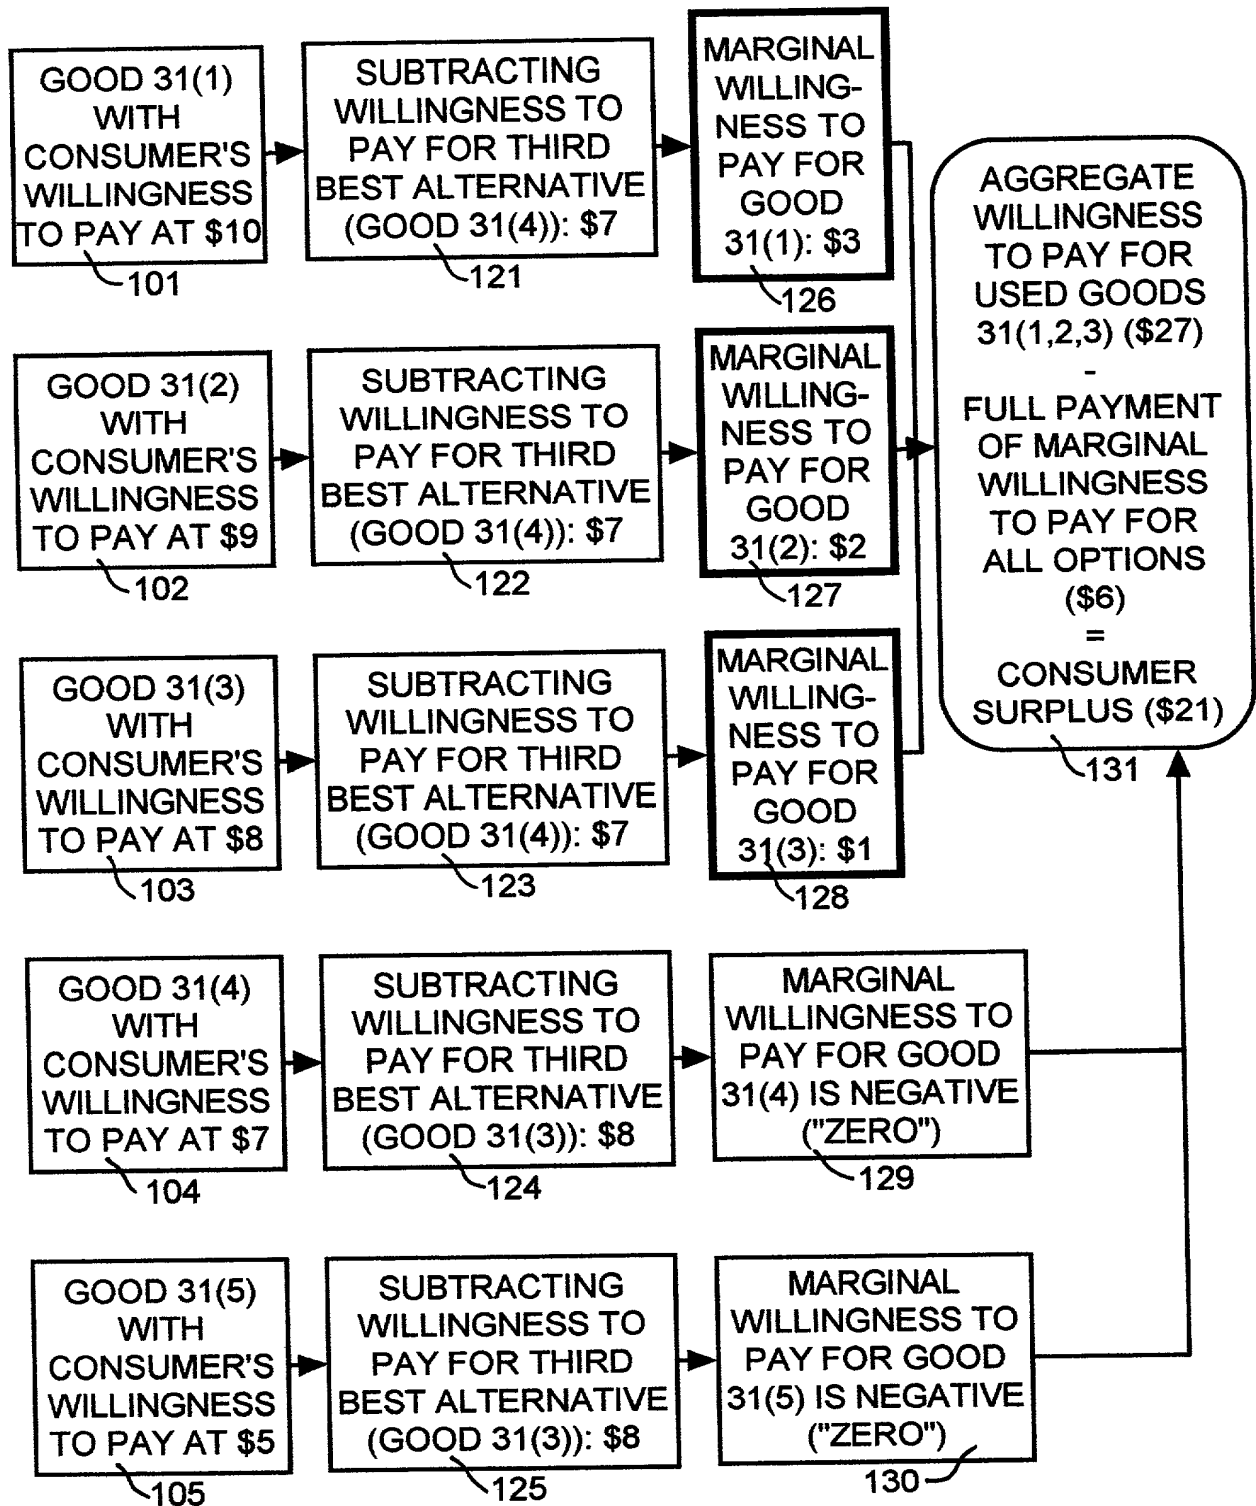 GOOD 31(1)
WITH
CONSUMER'S
WILLINGNESS
TO PAY AT $10
101
SUBTRACTING
WILLINGNESS TO
PAY FOR THIRD
BEST ALTERNATIVE
(GOOD 31(4)): $7
121
MARGINAL
WILLING-
NESS TO
PAY FOR
GOOD
31(1): $3
126
GOOD 31(2)
WITH
CONSUMER'S
WILLINGNESS
TO PAY AT $9
102
SUBTRACTING
WILLINGNESS TO
PAY FOR THIRD
BEST ALTERNATIVE
(GOOD 31(4)): $7
122
MARGINAL
WILLING-
NESS TO
PAY FOR
GOOD
31(2): $2
127
GOOD 31(3)
WITH
CONSUMER'S
WILLINGNESS
TO PAY AT $8
103
SUBTRACTING
WILLINGNESS TO
PAY FOR THIRD
BEST ALTERNATIVE
(GOOD 31(4)): $7
123
MARGINAL
WILLING-
NESS TO
PAY FOR
GOOD
31(3): $1
128
GOOD 31(4)
WITH
CONSUMER'S
WILLINGNESS
TO PAY AT $7
104
SUBTRACTING
WILLINGNESS TO
PAY FOR THIRD
BEST ALTERNATIVE
(GOOD 31(3)): $8
124
MARGINAL
WILLINGNESS TO
PAY FOR GOOD
31(4) IS NEGATIVE
("ZERO")
129
GOOD 31(5)
WITH
CONSUMER'S
WILLINGNESS
TO PAY AT $5
105
SUBTRACTING
WILLINGNESS TO
PAY FOR THIRD
BEST ALTERNATIVE
(GOOD 31(3)): $8
125
MARGINAL
WILLINGNESS TO
PAY FOR GOOD
31(5) IS NEGATIVE
("ZERO")
130
AGGREGATE
WILLINGNESS
TO PAY FOR
USED GOODS
31(1,2,3) ($27)
-
FULL PAYMENT
OF MARGINAL
WILLINGNESS
TO PAY FOR
ALL OPTIONS
($6)
=
CONSUMER
SURPLUS ($21)
131